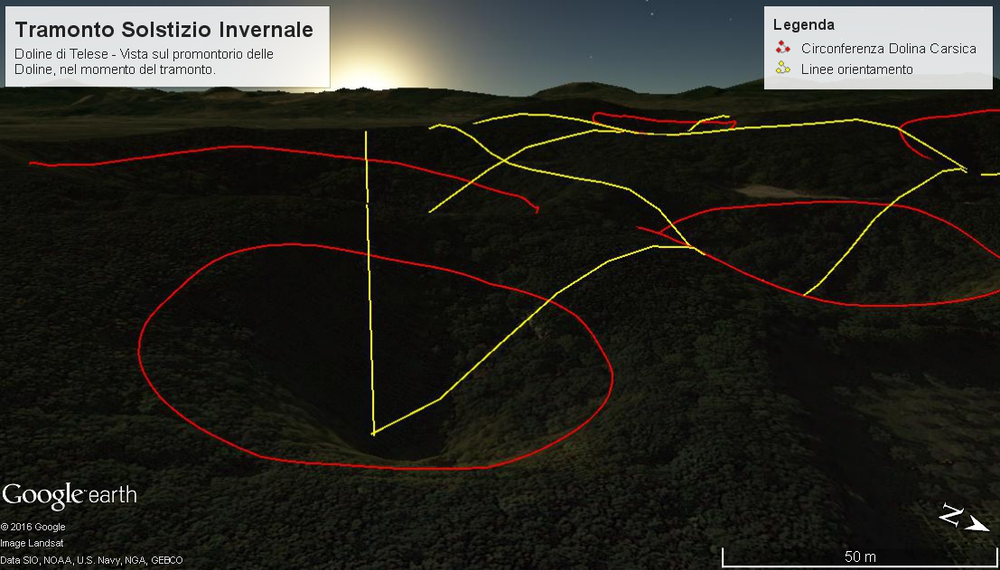 Tramonto Solstizio Invernale
Doline di Telese - Vista sul promontorio delle
Doline, nel momento del tramonto.
Legenda
Circonferenza Dolina Carsica
Linee orientamento
Google earth
© 2016 Google
Image Landsat
Data SIO, NOAA, U.S. Navy, NGA, GEBCO
N
50 m